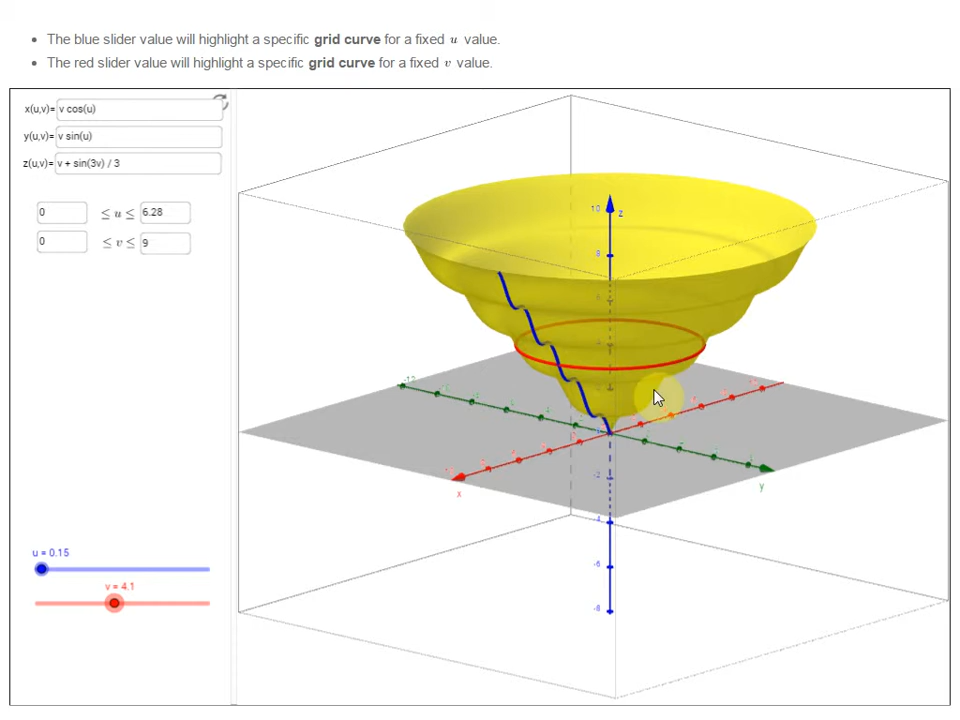 • The blue slider value will highlight a specific grid curve for a fixed u value.
• The red slider value will highlight a specific grid curve for a fixed v value.
x(u,v)= v cos(u)
y(u,v)= v sin(u)
z(u,v)= v + sin(3v) / 3
0 ≤ u ≤ 6.28
0 ≤ v ≤ 9
10
z
8
-2
-6
-8
x
y
u = 0.15
v = 4.1